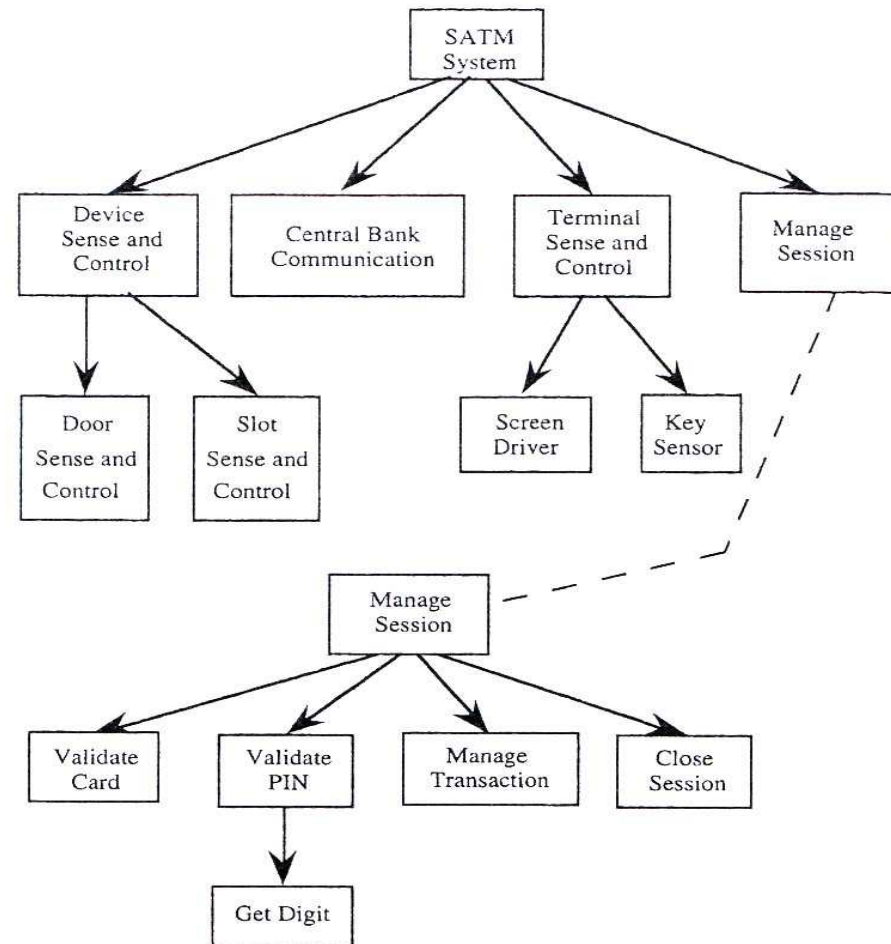 SATM
System
Device
Sense and
Control
Central Bank
Communication
Terminal
Sense and
Control
Manage
Session
Door
Sense and
Control
Slot
Sense and
Control
Screen
Driver
Key
Sensor
Manage
Session
Validate
Card
Validate
PIN
Manage
Transaction
Close
Session
Get Digit